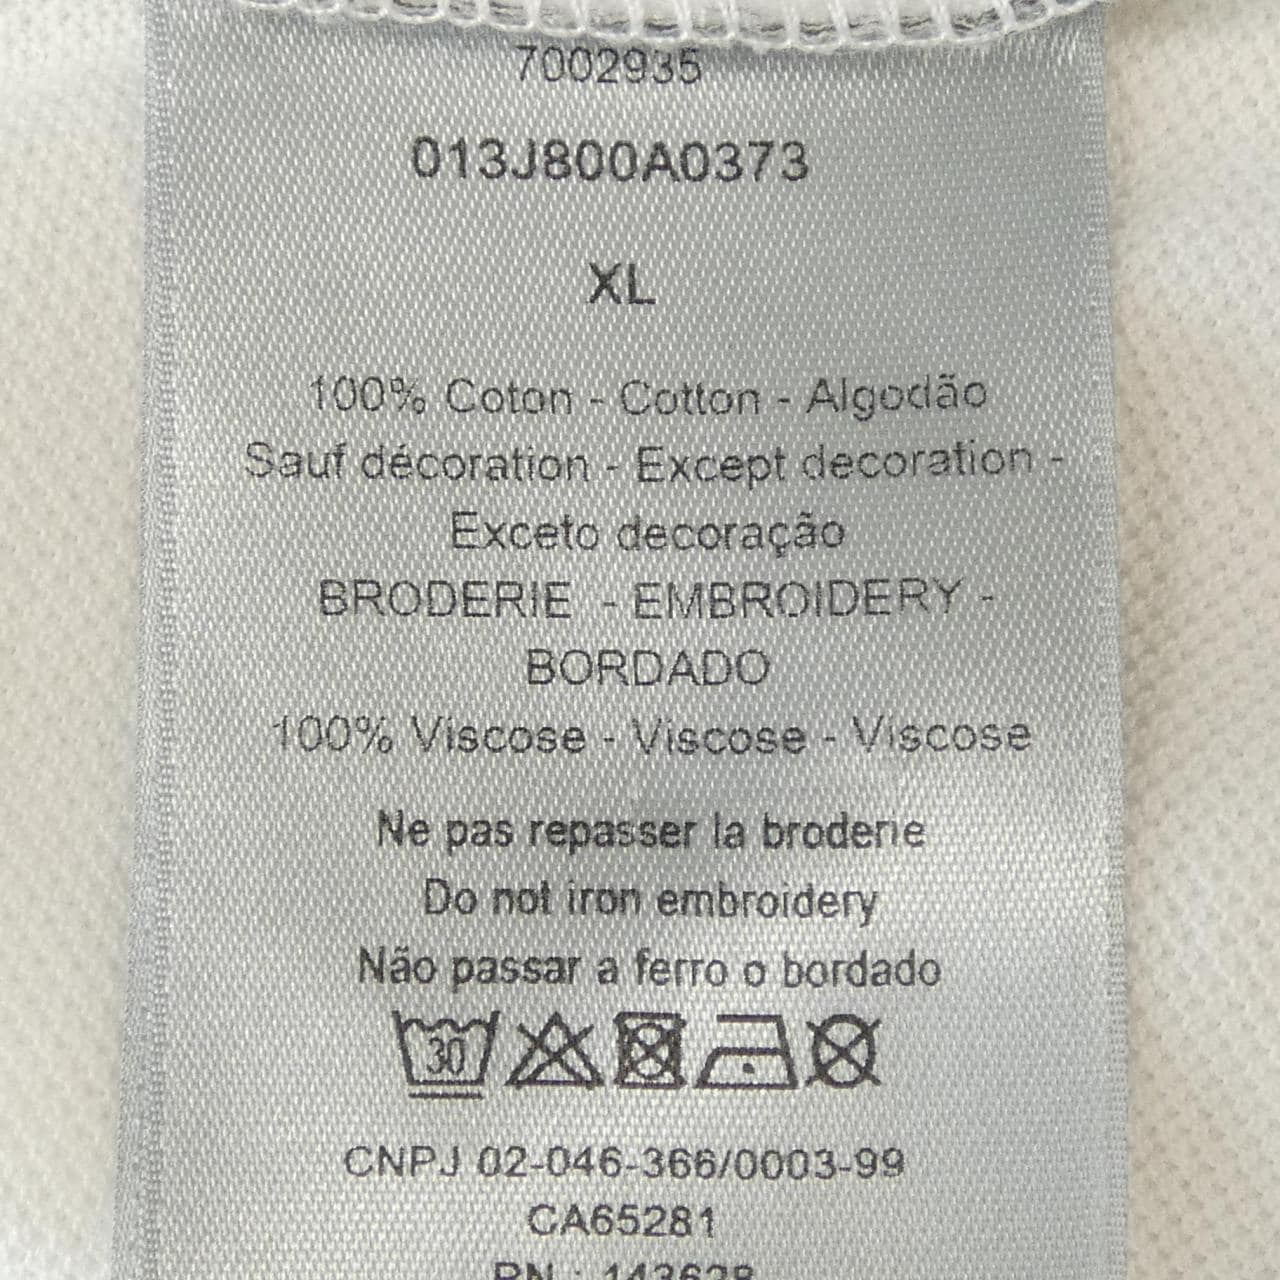 7002935
013J800A0373
XL
100% Coton - Cotton - Algodão
Sauf décoration - Except decoration -
Exceto decoração
BRODERIE - EMBROIDERY -
BORDADO
100% Viscose - Viscose - Viscose
Ne pas repasser la broderie
Do not iron embroidery
Não passar a ferro o bordado
30
CNPJ 02-046-366/0003-99
CA65281
RN : 143628